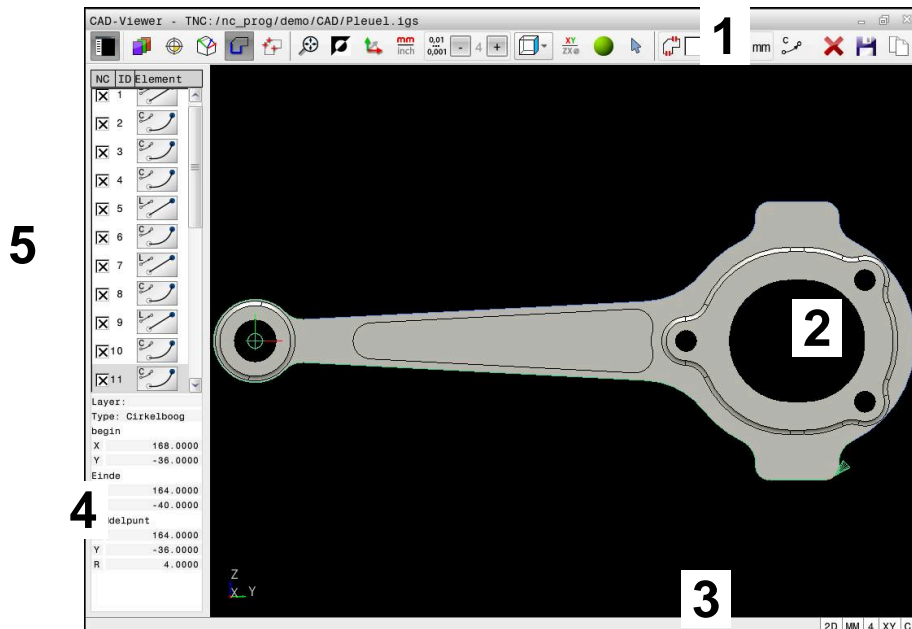 CAD-Viewer - TNC:/nc_prog/demo/CAD/Pleuel.igs
mm
inch
0,01
0,001
- 4 +
XY
ZX⌀
1
mm
C
NC ID Element
1
2 C
3 C
4 C
5 L
6 C
7 L
8 C
9 L
10 C
11 C
5
2
Layer:
Type: Cirkelboog
begin
X 168.0000
Y -36.0000
Einde
164.0000
-40.0000
4
ddelpunt
164.0000
Y -36.0000
R 4.0000
Z
X Y
3
2D MM 4 XY C